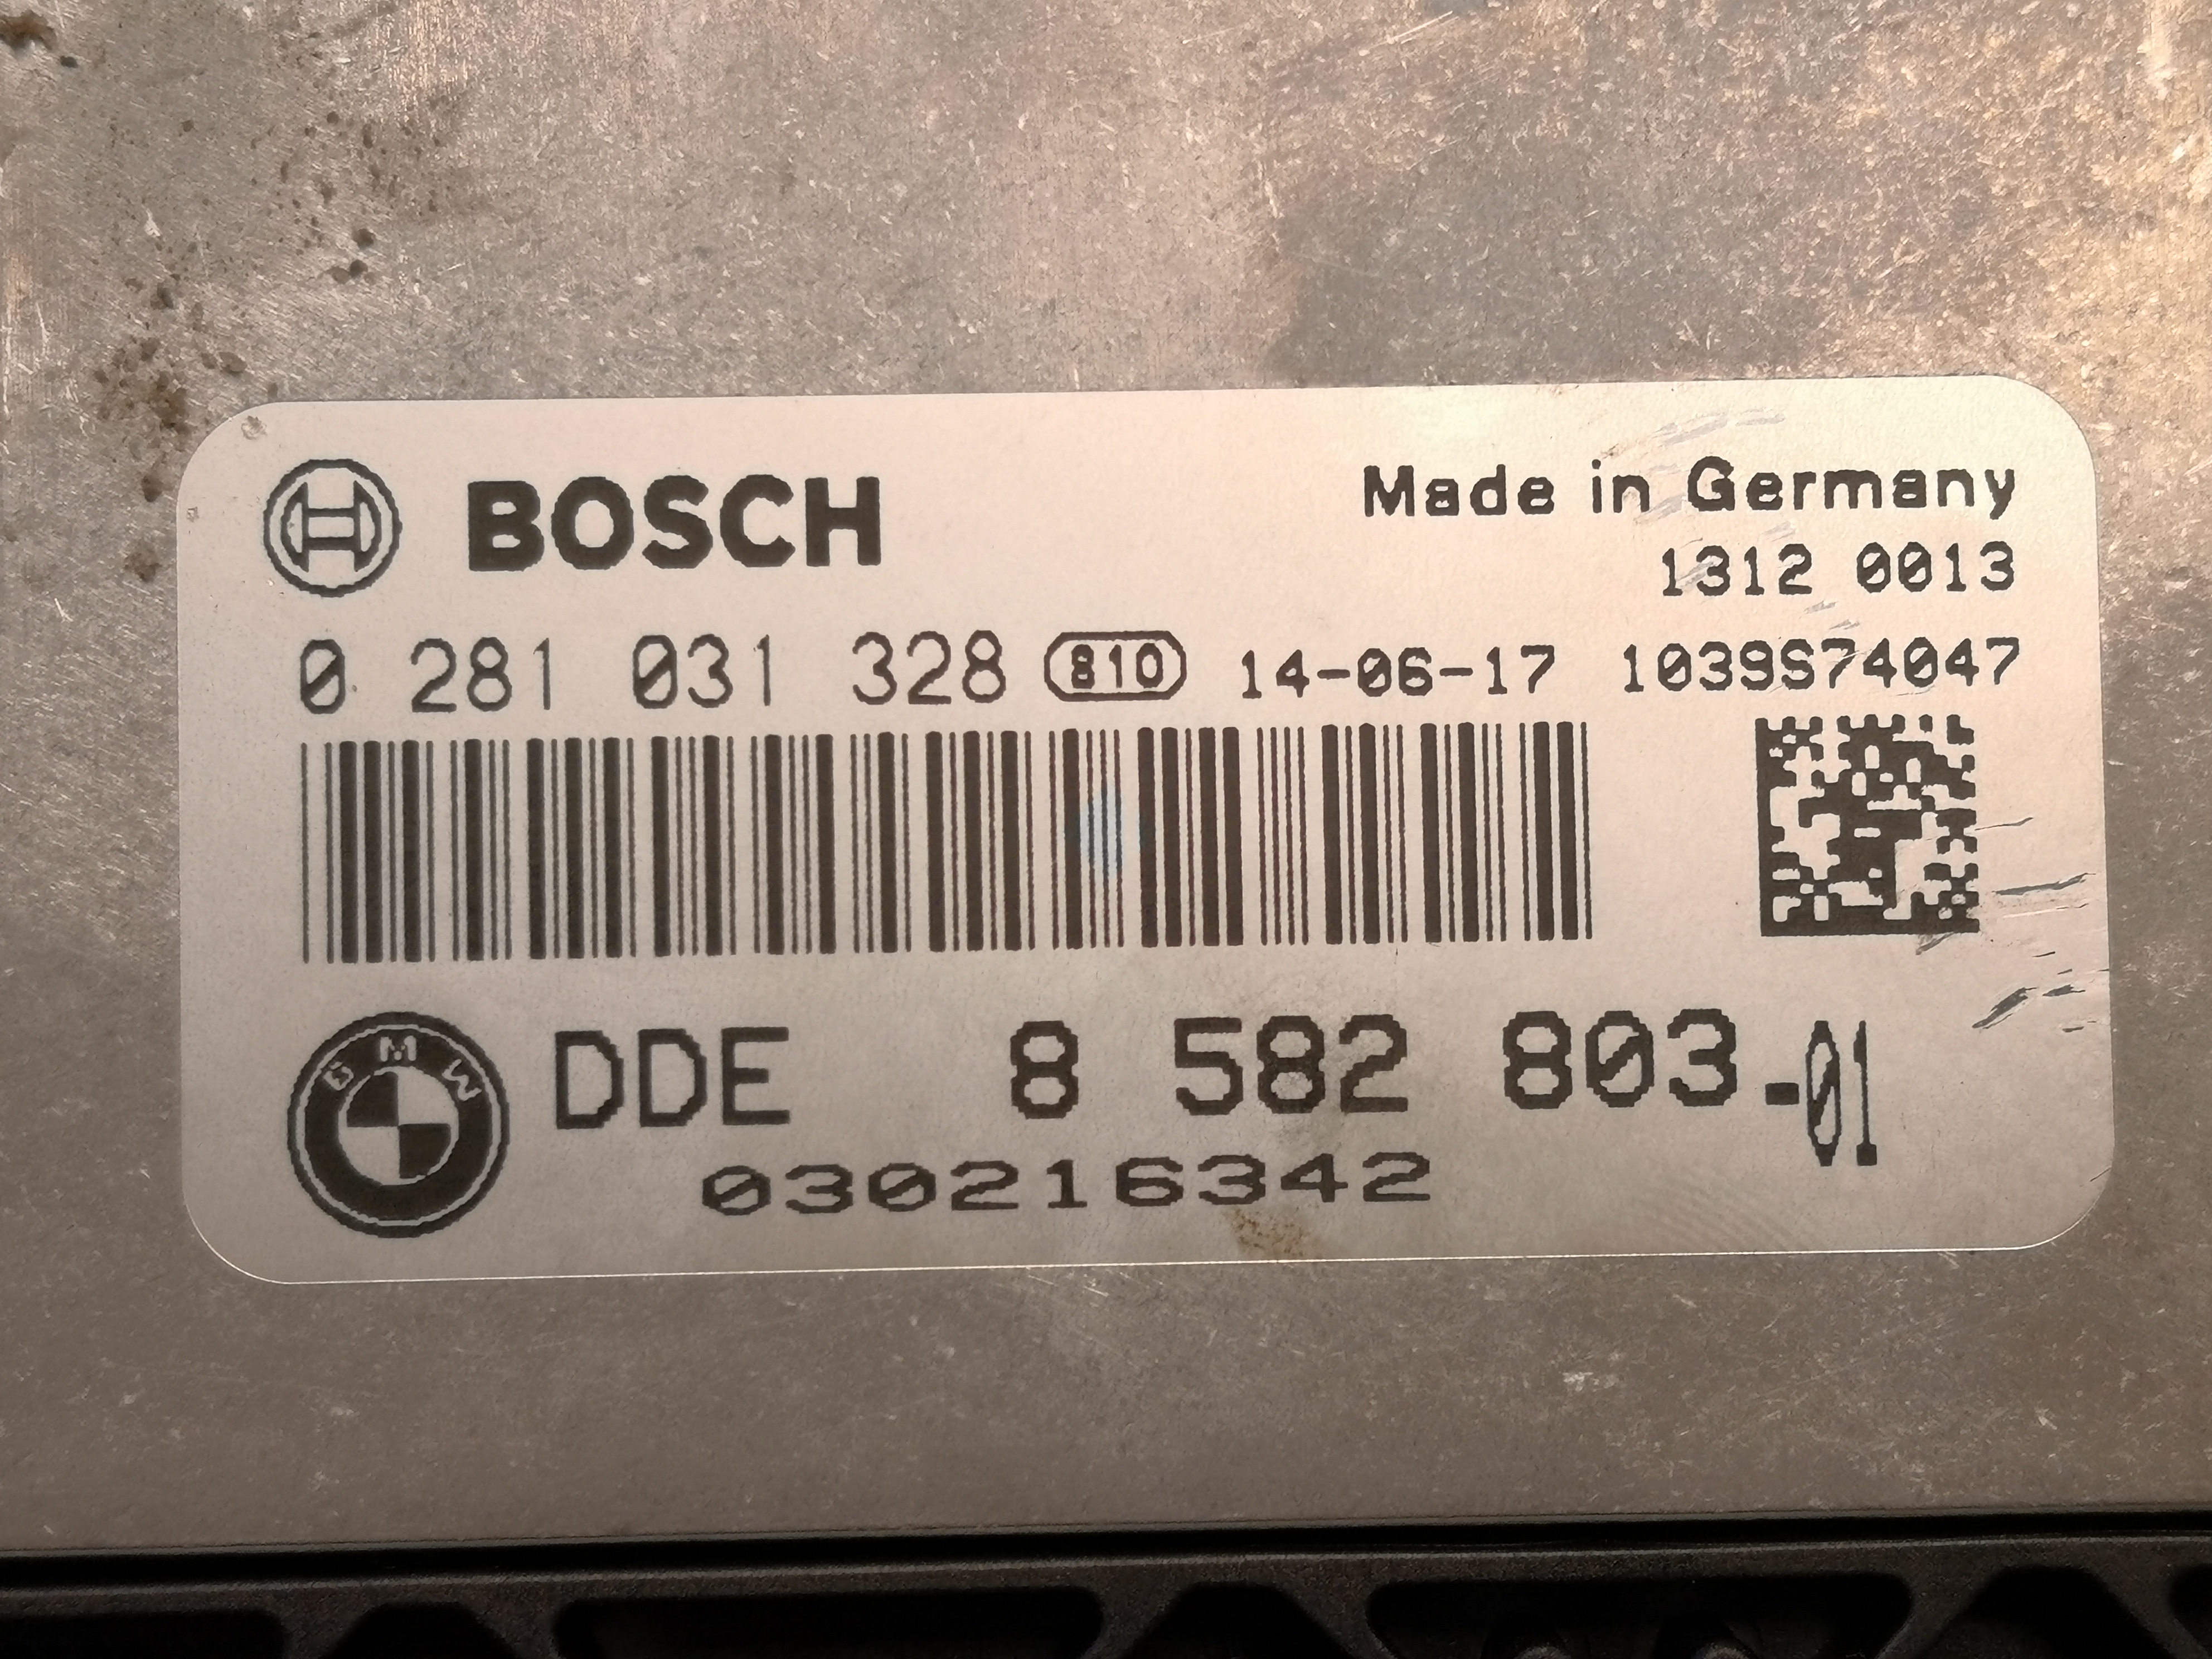 BOSCH
Made in Germany
1312 0013
0 281 031 328 810 14-06-17 1039S74047
BMW
DDE 8 582 803-01
030216342